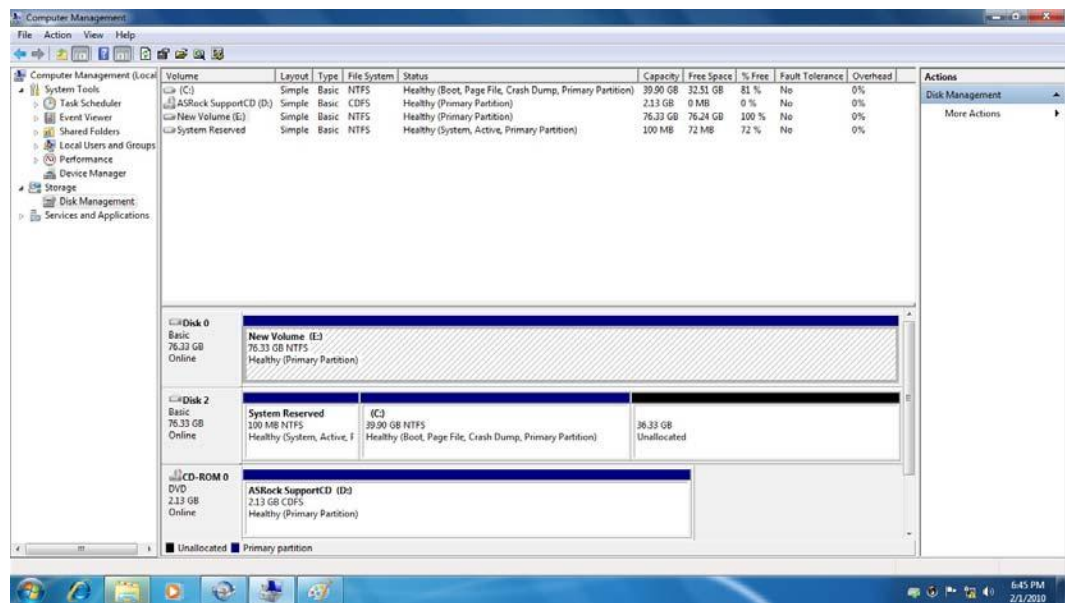 Computer Management
File Action View Help
Computer Management (Local
System Tools
Task Scheduler
Event Viewer
Shared Folders
Local Users and Groups
Performance
Device Manager
Storage
Disk Management
Services and Applications
Volume Layout Type File System Status Capacity Free Space % Free Fault Tolerance Overhead
(C:) Simple Basic NTFS Healthy (Boot, Page File, Crash Dump, Primary Partition) 39.90 GB 32.51 GB 81 % No 0%
ASRock SupportCD (D:) Simple Basic CDFS Healthy (Primary Partition) 2.13 GB 0 MB 0 % No 0%
New Volume (E:) Simple Basic NTFS Healthy (Primary Partition) 76.33 GB 76.24 GB 100 % No 0%
System Reserved Simple Basic NTFS Healthy (System, Active, Primary Partition) 100 MB 72 MB 72 % No 0%
Actions
Disk Management
More Actions
Disk 0
Basic
76.33 GB
Online
New Volume (E:)
76.33 GB NTFS
Healthy (Primary Partition)
Disk 2
Basic
76.33 GB
Online
System Reserved
100 MB NTFS
Healthy (System, Active, F
(C:)
39.90 GB NTFS
Healthy (Boot, Page File, Crash Dump, Primary Partition)
36.33 GB
Unallocated
CD-ROM 0
DVD
2.13 GB
Online
ASRock SupportCD (D:)
2.13 GB CDFS
Healthy (Primary Partition)
Unallocated Primary partition
6:45 PM
2/1/2010